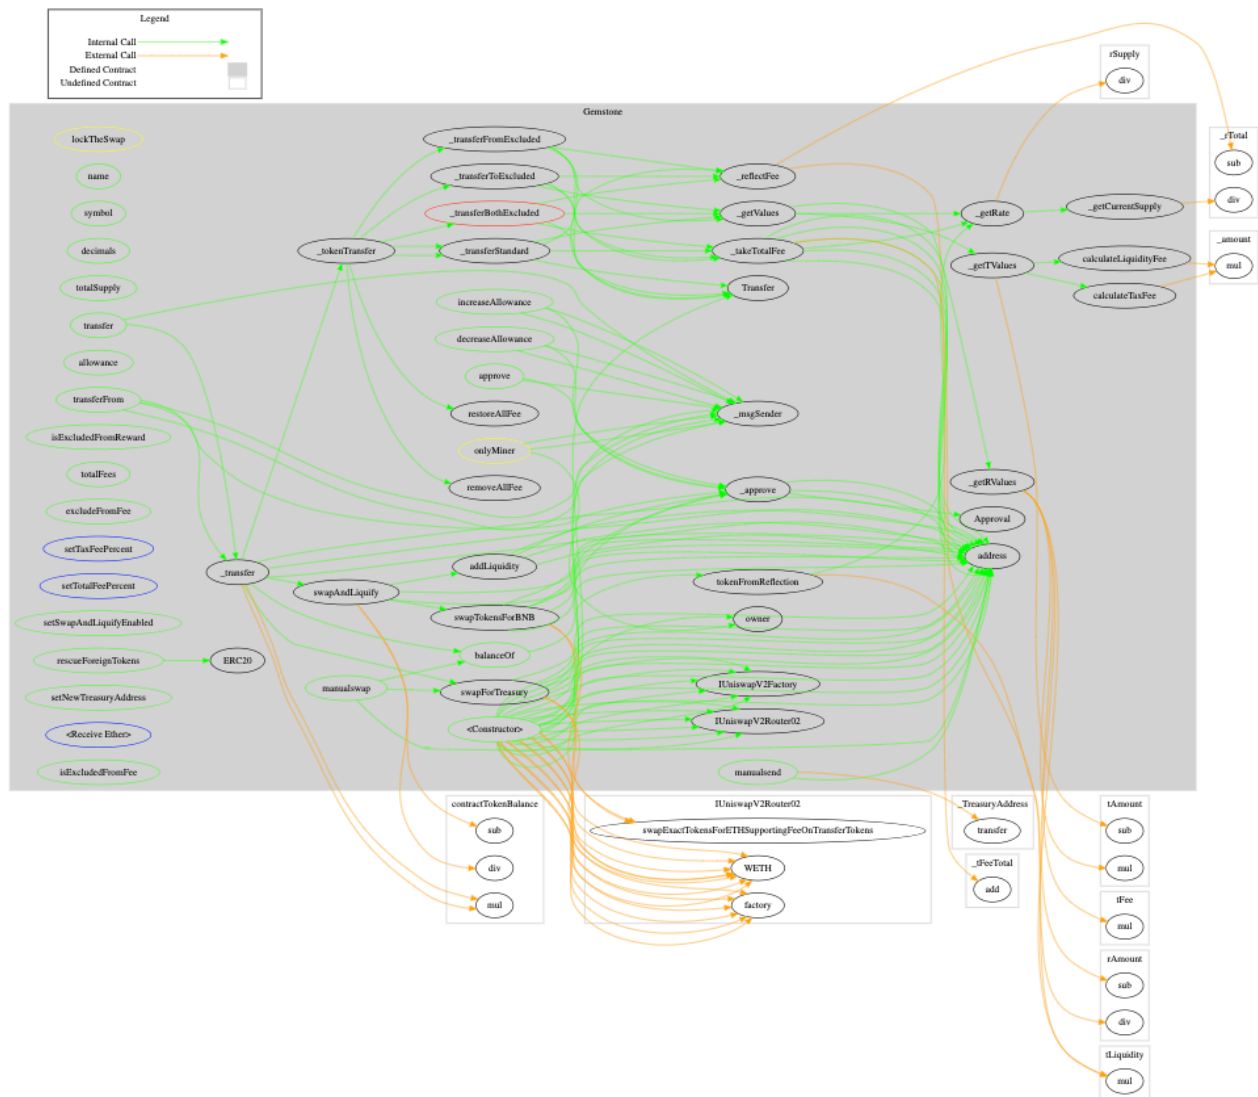 Legend
Internal Call
External Call
Defined Contract
Undefined Contract
rSupply
div
Gemstone
_rTotal
sub
div
_amount
mul
lockTheSwap
name
symbol
decimals
totalSupply
transfer
allowance
transferFrom
isExcludedFromReward
totalFees
excludeFromFee
setTaxFeePercent
setTotalFeePercent
setSwapAndLiquifyEnabled
rescueForeignTokens
setNewTreasuryAddress
<Receive Ether>
isExcludedFromFee
_transfer
ERC20
_tokenTransfer
swapAndLiquify
manualswap
_transferFromExcluded
_transferToExcluded
_transferBothExcluded
_transferStandard
increaseAllowance
decreaseAllowance
approve
restoreAllFee
onlyMiner
removeAllFee
addLiquidity
swapTokensForBNB
balanceOf
swapForTreasury
<Constructor>
_reflectFee
_getValues
_takeTotalFee
Transfer
_msgSender
_approve
tokenFromReflection
owner
IUniswapV2Factory
IUniswapV2Router02
manualsend
_getRate
_getTValues
_getRValues
Approval
address
_getCurrentSupply
calculateLiquidityFee
calculateTaxFee
contractTokenBalance
sub
div
mul
IUniswapV2Router02
swapExactTokensForETHSupportingFeeOnTransferTokens
WETH
factory
_TreasuryAddress
transfer
_tFeeTotal
add
tAmount
sub
mul
tFee
mul
rAmount
sub
div
tLiquidity
mul